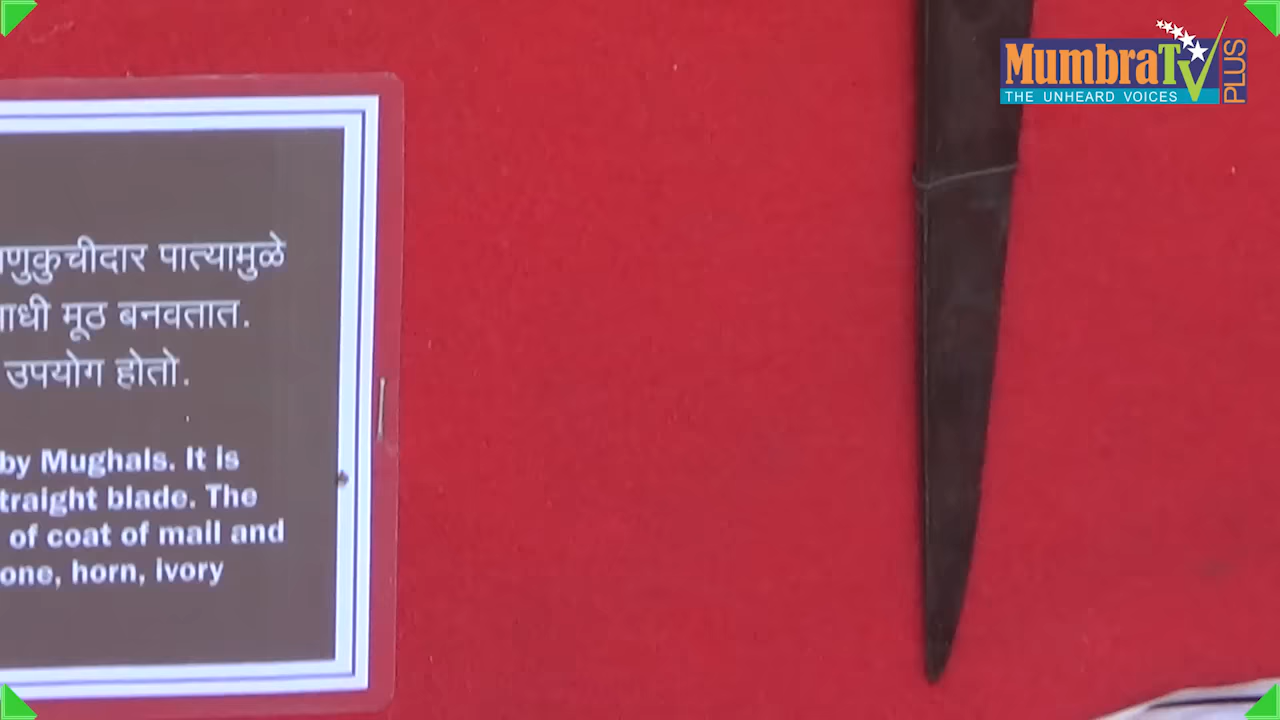 MumbraTV PLUS
THE UNHEARD VOICES
णुकुचीदार पात्यामुळे
ाधी मूठ बनवतात.
उपयोग होतो.
by Mughals. It is
traight blade. The
of coat of mail and
one, horn, ivory